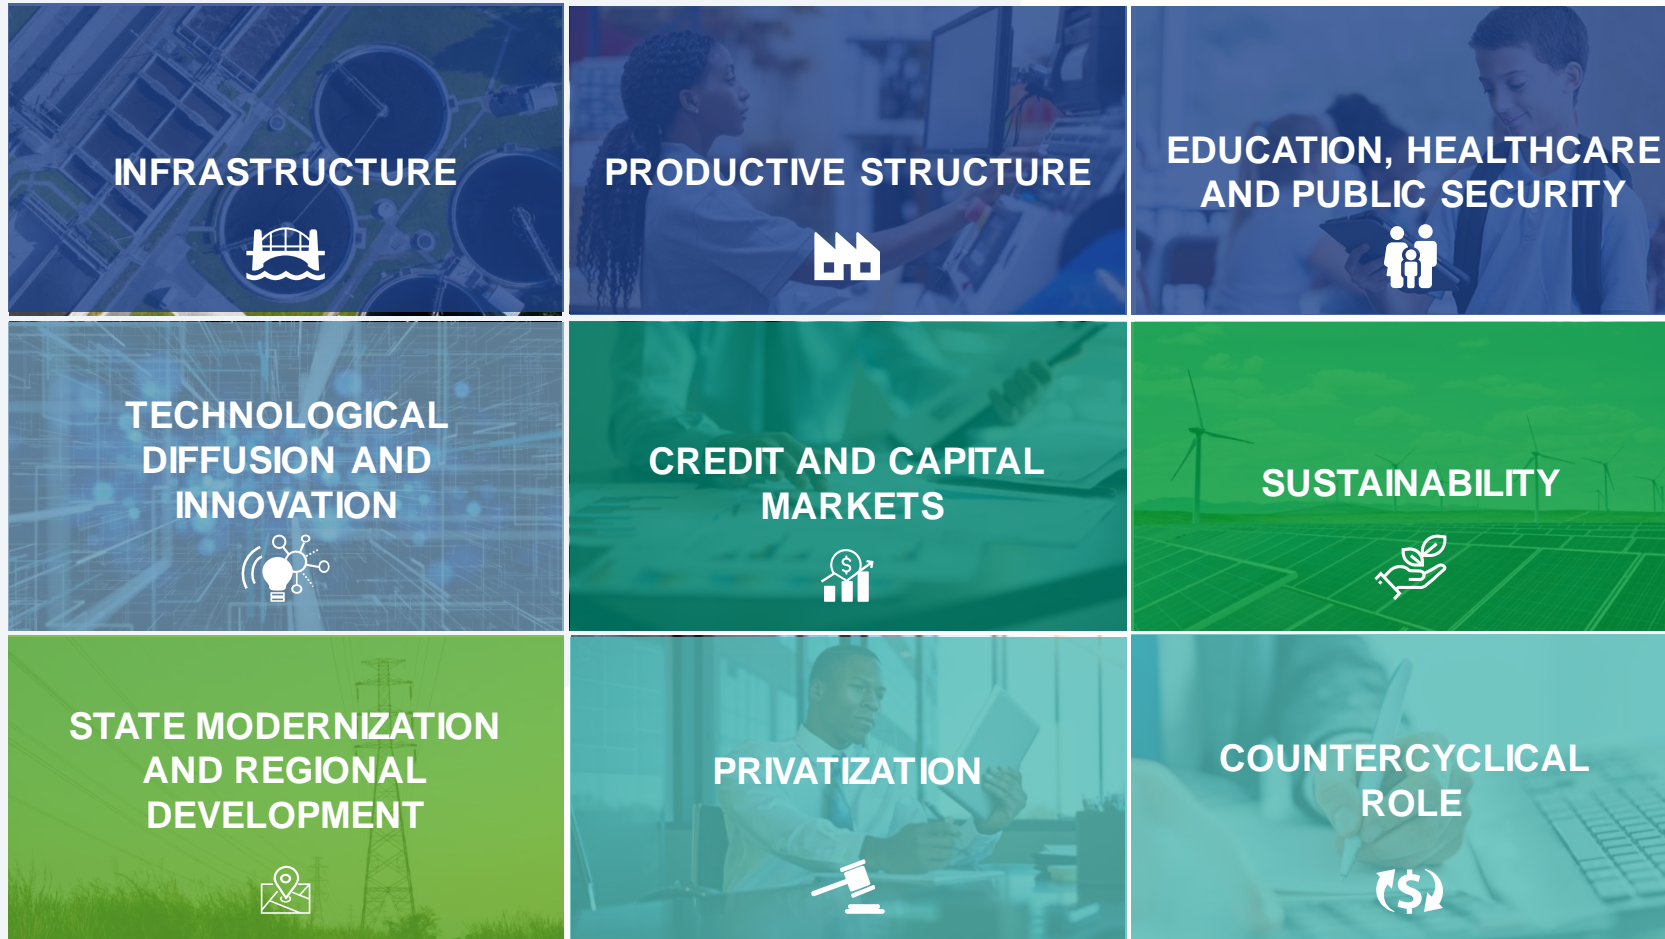 INFRASTRUCTURE
PRODUCTIVE STRUCTURE
EDUCATION, HEALTHCARE
AND PUBLIC SECURITY
TECHNOLOGICAL
DIFFUSION AND
INNOVATION
CREDIT AND CAPITAL
MARKETS
$
SUSTAINABILITY
STATE MODERNIZATION
AND REGIONAL
DEVELOPMENT
PRIVATIZATION
COUNTERCYCLICAL
ROLE
$